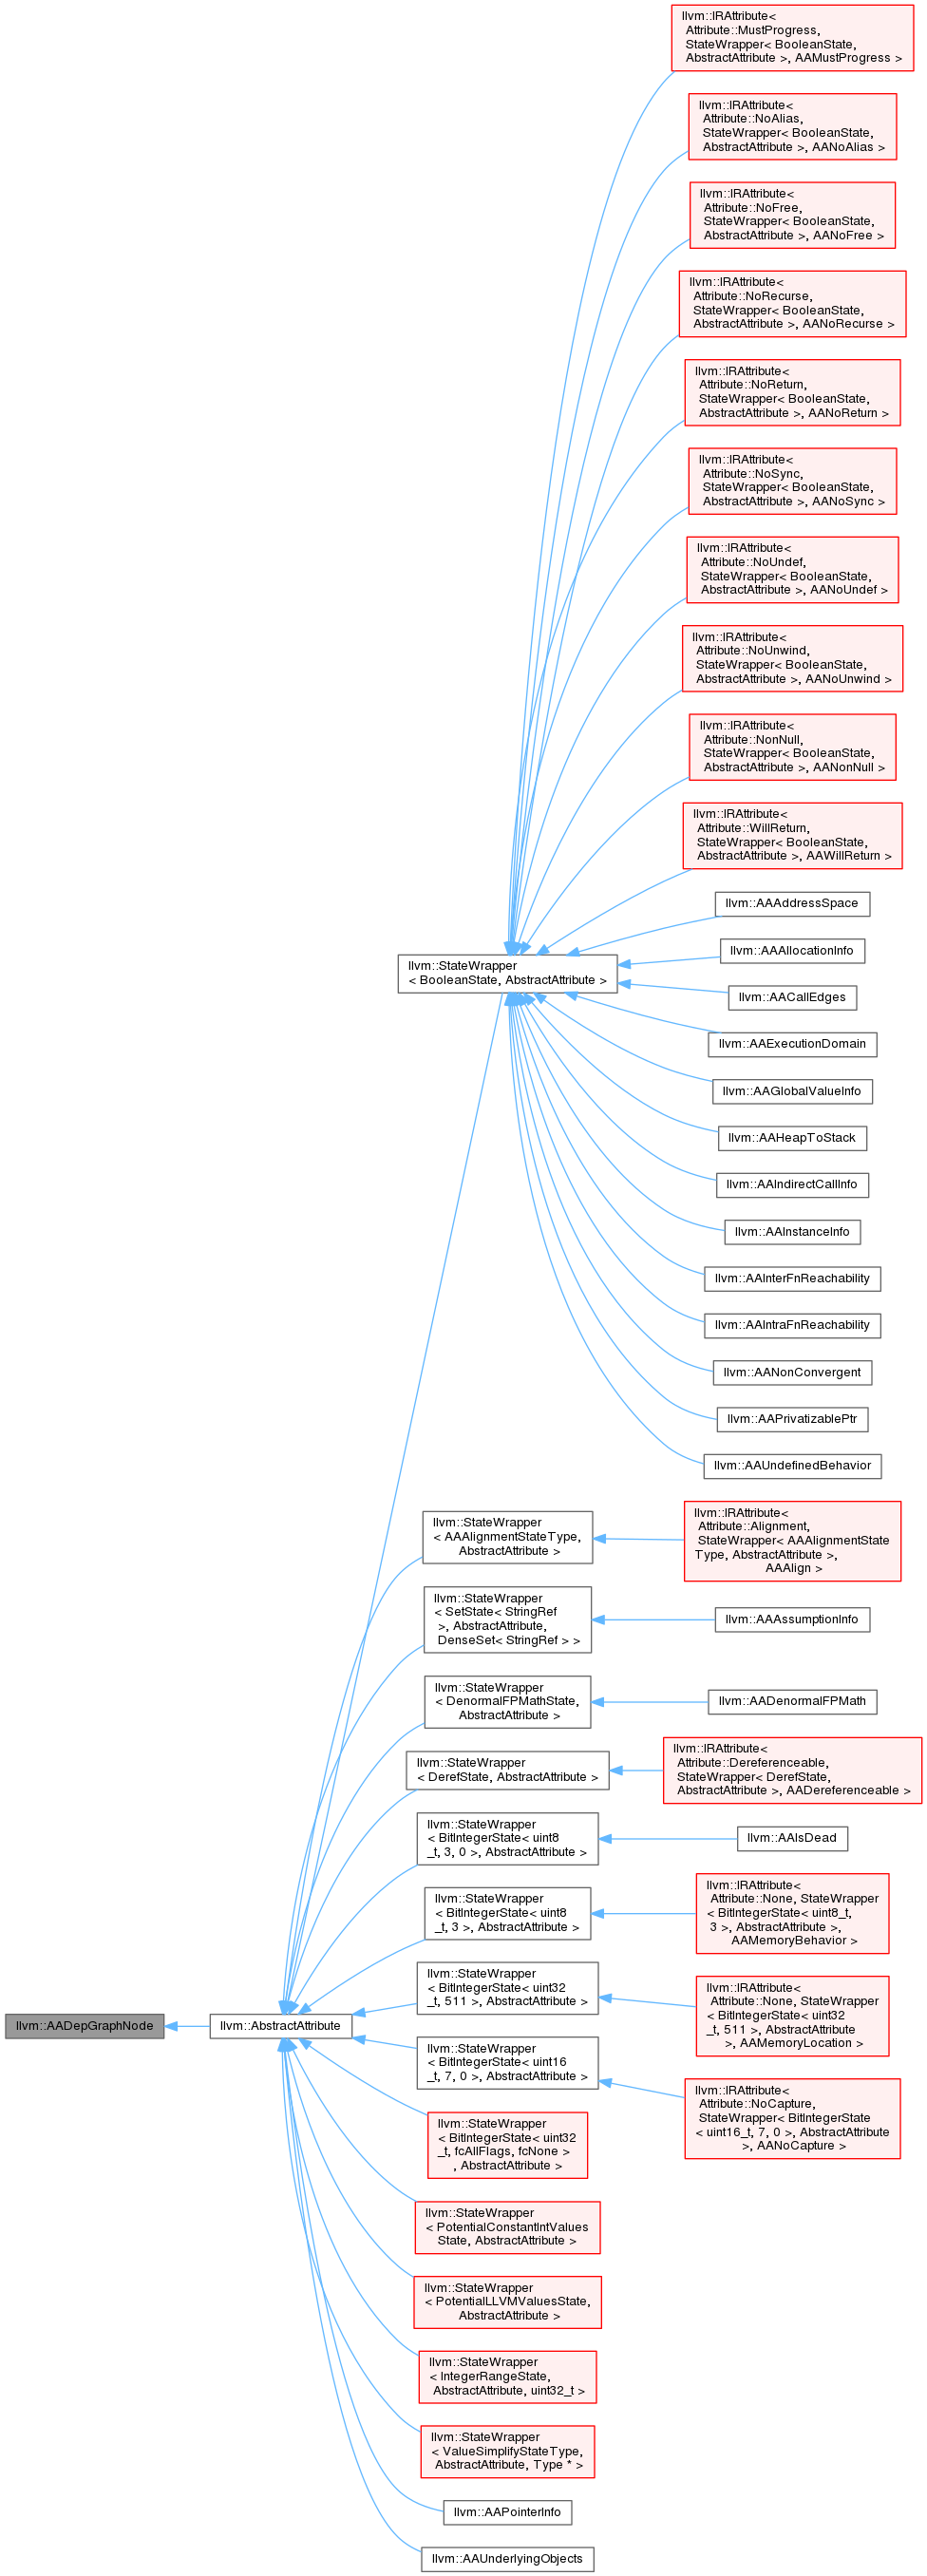 llvm::IRAttribute<
Attribute::MustProgress,
StateWrapper< BooleanState,
AbstractAttribute >, AAMustProgress >
llvm::IRAttribute<
Attribute::NoAlias,
StateWrapper< BooleanState,
AbstractAttribute >, AANoAlias >
llvm::IRAttribute<
Attribute::NoFree,
StateWrapper< BooleanState,
AbstractAttribute >, AANoFree >
llvm::IRAttribute<
Attribute::NoRecurse,
StateWrapper< BooleanState,
AbstractAttribute >, AANoRecurse >
llvm::IRAttribute<
Attribute::NoReturn,
StateWrapper< BooleanState,
AbstractAttribute >, AANoReturn >
llvm::IRAttribute<
Attribute::NoSync,
StateWrapper< BooleanState,
AbstractAttribute >, AANoSync >
llvm::IRAttribute<
Attribute::NoUndef,
StateWrapper< BooleanState,
AbstractAttribute >, AANoUndef >
llvm::IRAttribute<
Attribute::NoUnwind,
StateWrapper< BooleanState,
AbstractAttribute >, AANoUnwind >
llvm::IRAttribute<
Attribute::NonNull,
StateWrapper< BooleanState,
AbstractAttribute >, AANonNull >
llvm::IRAttribute<
Attribute::WillReturn,
StateWrapper< BooleanState,
AbstractAttribute >, AAWillReturn >
llvm::AAAddressSpace
llvm::AAAllocationInfo
llvm::StateWrapper
< BooleanState, AbstractAttribute >
llvm::AACallEdges
llvm::AAExecutionDomain
llvm::AAGlobalValueInfo
llvm::AAHeapToStack
llvm::AAIndirectCallInfo
llvm::AAInstanceInfo
llvm::AAInterFnReachability
llvm::AAIntraFnReachability
llvm::AANonConvergent
llvm::AAPrivatizablePtr
llvm::AAUndefinedBehavior
llvm::StateWrapper
< AAAlignmentStateType,
AbstractAttribute >
llvm::IRAttribute<
Attribute::Alignment,
StateWrapper< AAAlignmentState
Type, AbstractAttribute >,
AAAlign >
llvm::StateWrapper
< SetState< StringRef
>, AbstractAttribute,
DenseSet< StringRef > >
llvm::AAAssumptionInfo
llvm::StateWrapper
< DenormalFPMathState,
AbstractAttribute >
llvm::AADenormalFPMath
llvm::StateWrapper
< DerefState, AbstractAttribute >
llvm::IRAttribute<
Attribute::Dereferenceable,
StateWrapper< DerefState,
AbstractAttribute >, AADereferenceable >
llvm::StateWrapper
< BitIntegerState< uint8
_t, 3, 0 >, AbstractAttribute >
llvm::AAIsDead
llvm::StateWrapper
< BitIntegerState< uint8
_t, 3 >, AbstractAttribute >
llvm::IRAttribute<
Attribute::None, StateWrapper
< BitIntegerState< uint8_t,
3 >, AbstractAttribute >,
AAMemoryBehavior >
llvm::StateWrapper
< BitIntegerState< uint32
_t, 511 >, AbstractAttribute >
llvm::IRAttribute<
Attribute::None, StateWrapper
< BitIntegerState< uint32
_t, 511 >, AbstractAttribute
>, AAMemoryLocation >
llvm::AADepGraphNode
llvm::AbstractAttribute
llvm::StateWrapper
< BitIntegerState< uint16
_t, 7, 0 >, AbstractAttribute >
llvm::IRAttribute<
Attribute::NoCapture,
StateWrapper< BitIntegerState
< uint16_t, 7, 0 >, AbstractAttribute
>, AANoCapture >
llvm::StateWrapper
< BitIntegerState< uint32
_t, fcAllFlags, fcNone >
, AbstractAttribute >
llvm::StateWrapper
< PotentialConstantIntValues
State, AbstractAttribute >
llvm::StateWrapper
< PotentialLLVMValuesState,
AbstractAttribute >
llvm::StateWrapper
< IntegerRangeState,
AbstractAttribute, uint32_t >
llvm::StateWrapper
< ValueSimplifyStateType,
AbstractAttribute, Type * >
llvm::AAPointerInfo
llvm::AAUnderlyingObjects